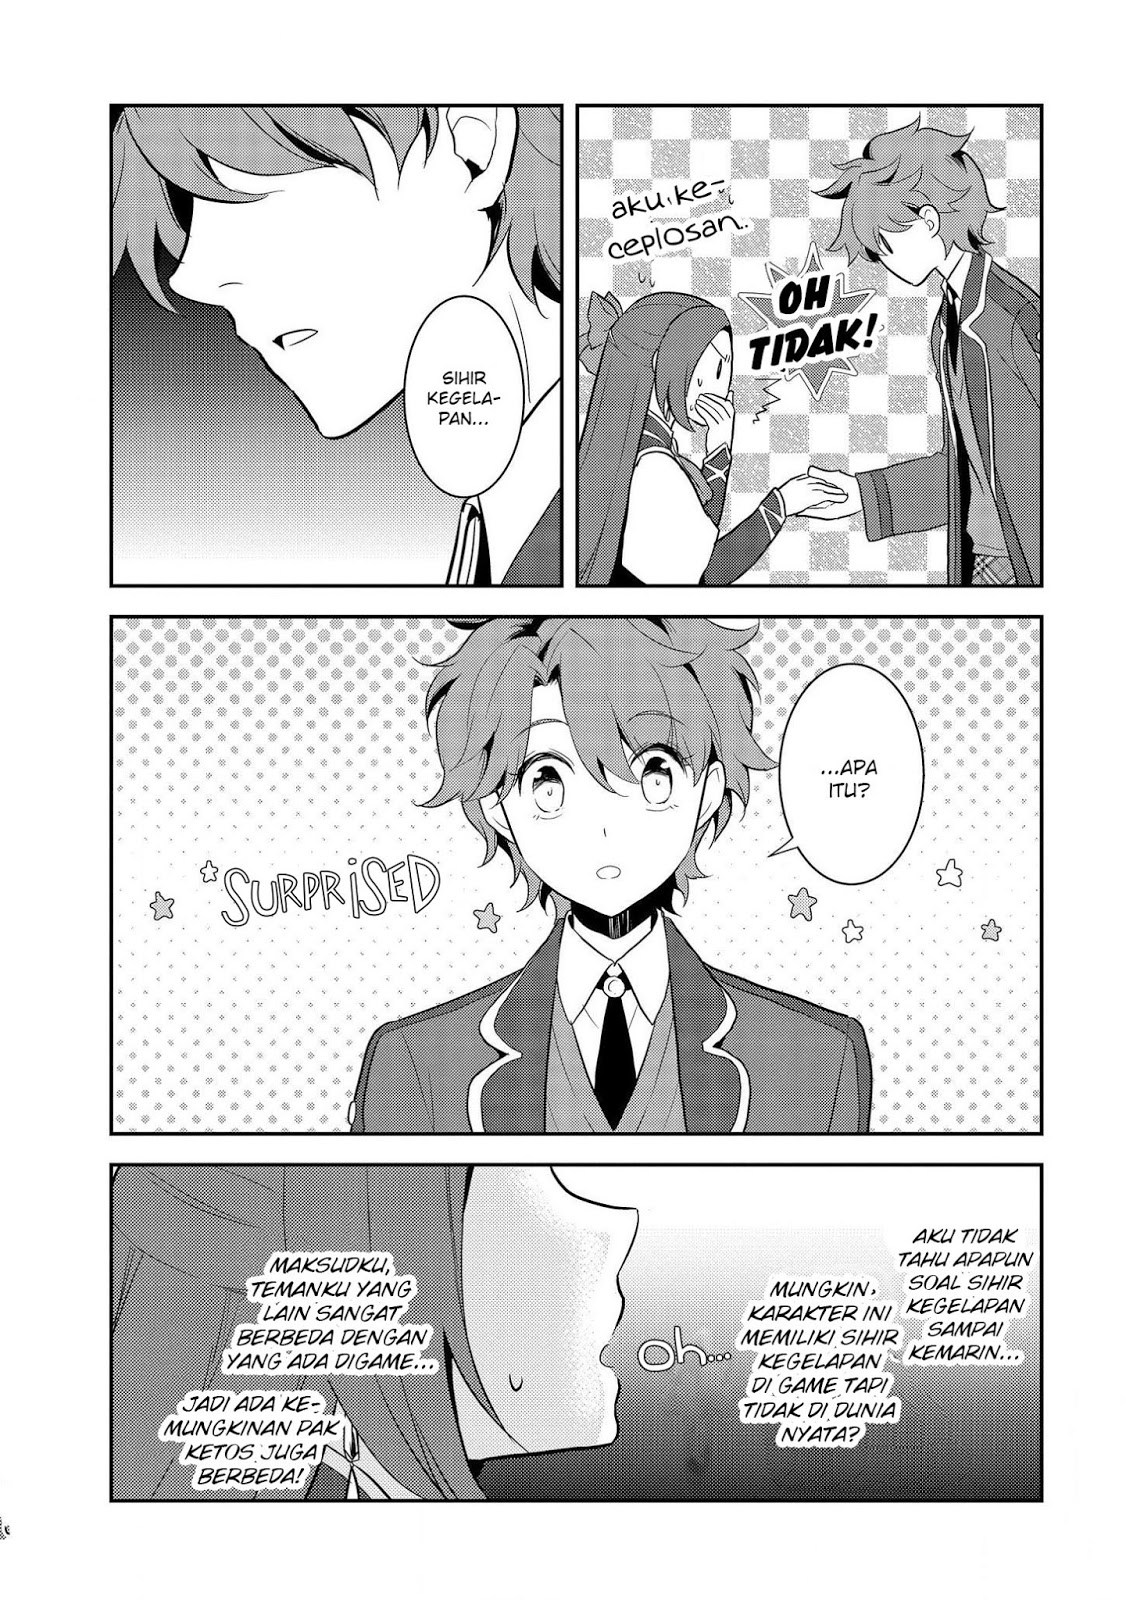 aku ke-
ceplosan..
OH
TIDAK!
SIHIR
KEGELA-
PAN...
...APA
ITU?
SURPRISED
AKU TIDAK
TAHU APAPUN
SOAL SIHIR
KEGELAPAN
SAMPAI
KEMARIN...
MUNGKIN,
KARAKTER INI
MEMILIKI SIHIR
KEGELAPAN
DI GAME TAPI
TIDAK DI DUNIA
NYATA?
Oh...
MAKSUDKU,
TEMANKU YANG
LAIN SANGAT
BERBEDA DENGAN
YANG ADA DIGAME...
JADI ADA KE-
MUNGKINAN PAK
KETOS JUGA
BERBEDA!